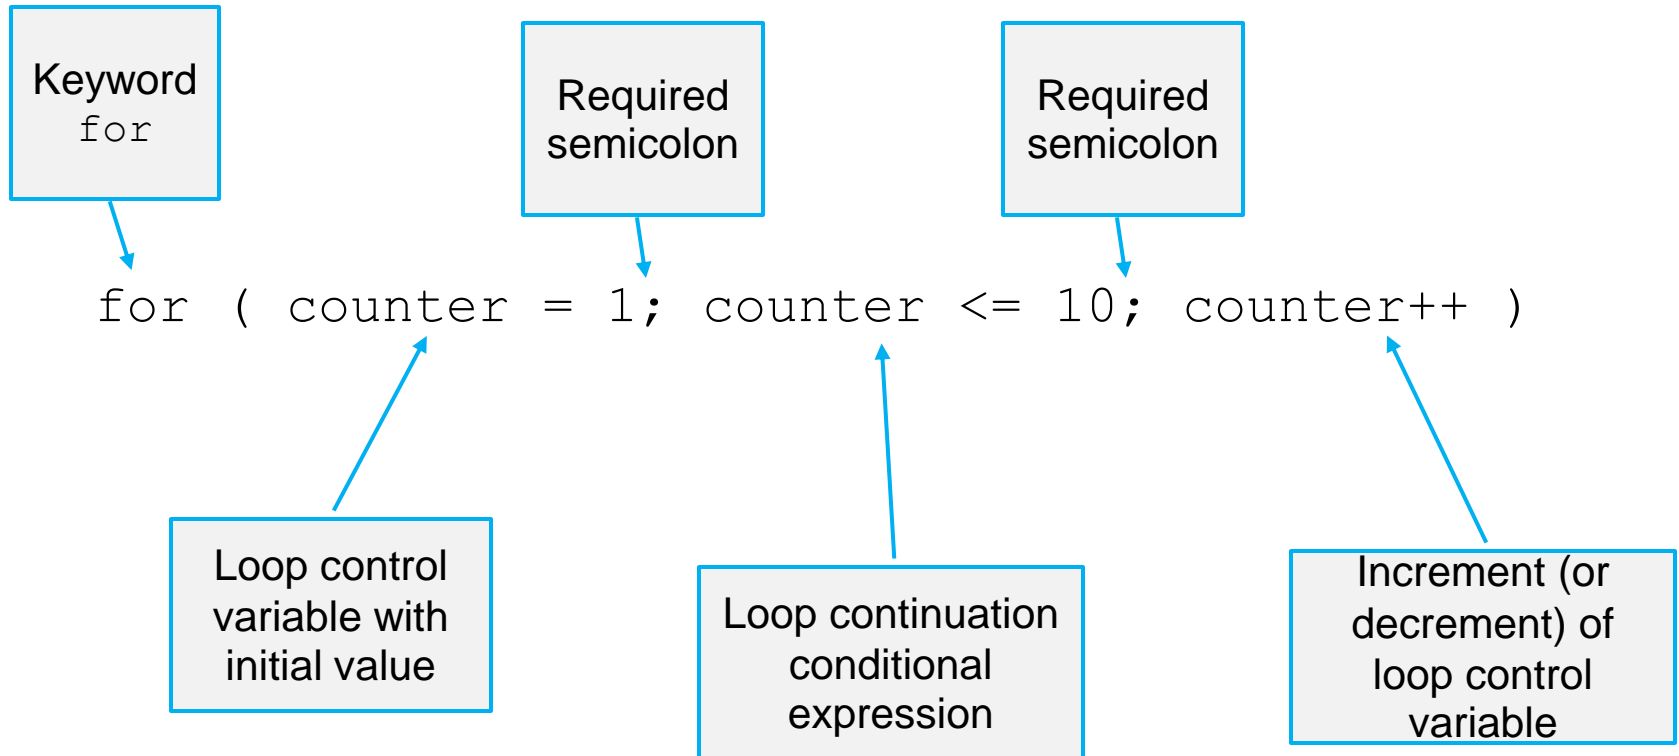 Keyword
for
Required
semicolon
Required
semicolon
for ( counter = 1; counter <= 10; counter++ )
Loop control
variable with
initial value
Loop continuation
conditional
expression
Increment (or
decrement) of
loop control
variable